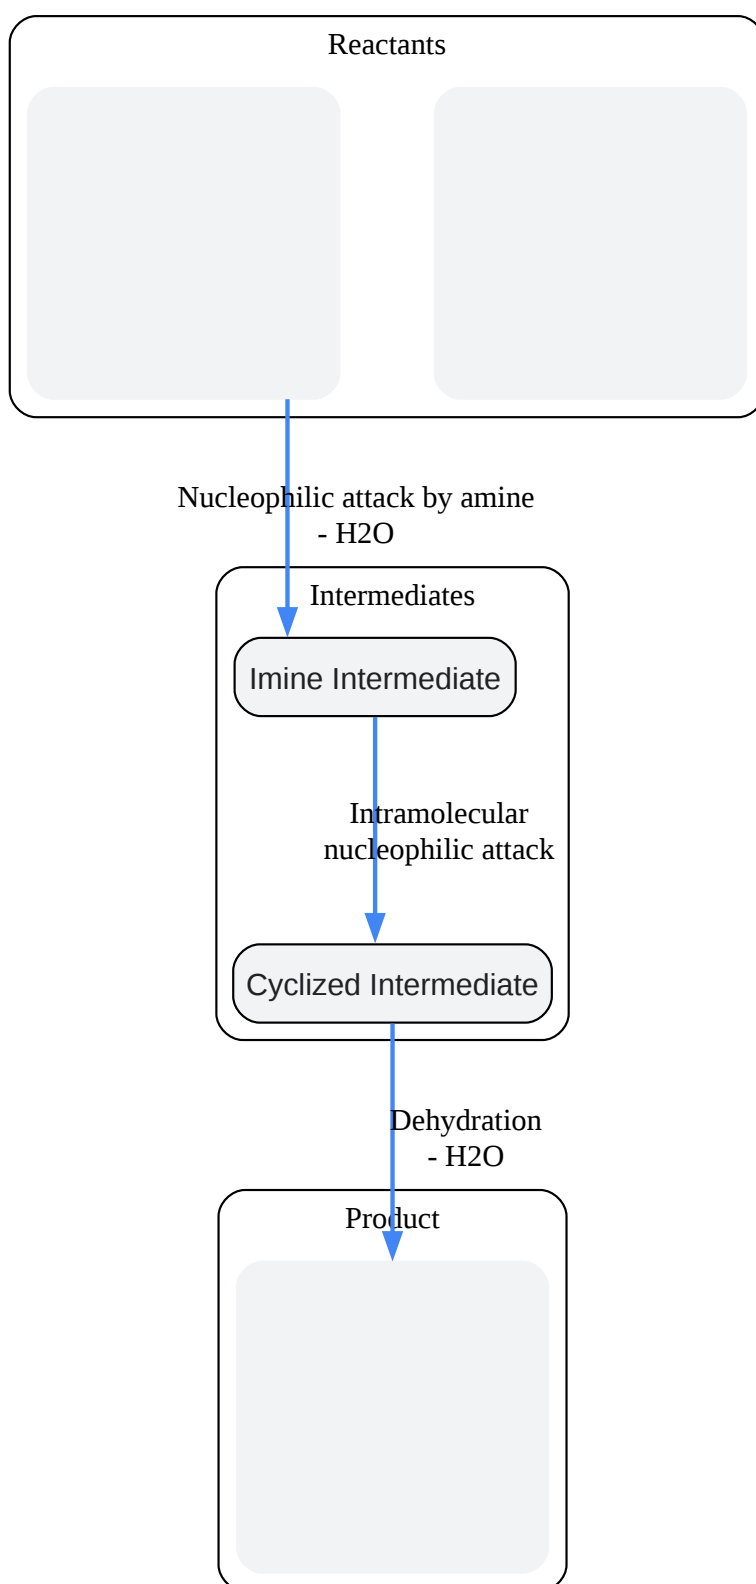 Reactants
Nucleophilic attack by amine
- H2O
Intermediates
Imine Intermediate
Intramolecular
nucleophilic attack
Cyclized Intermediate
Dehydration
- H2O
Product